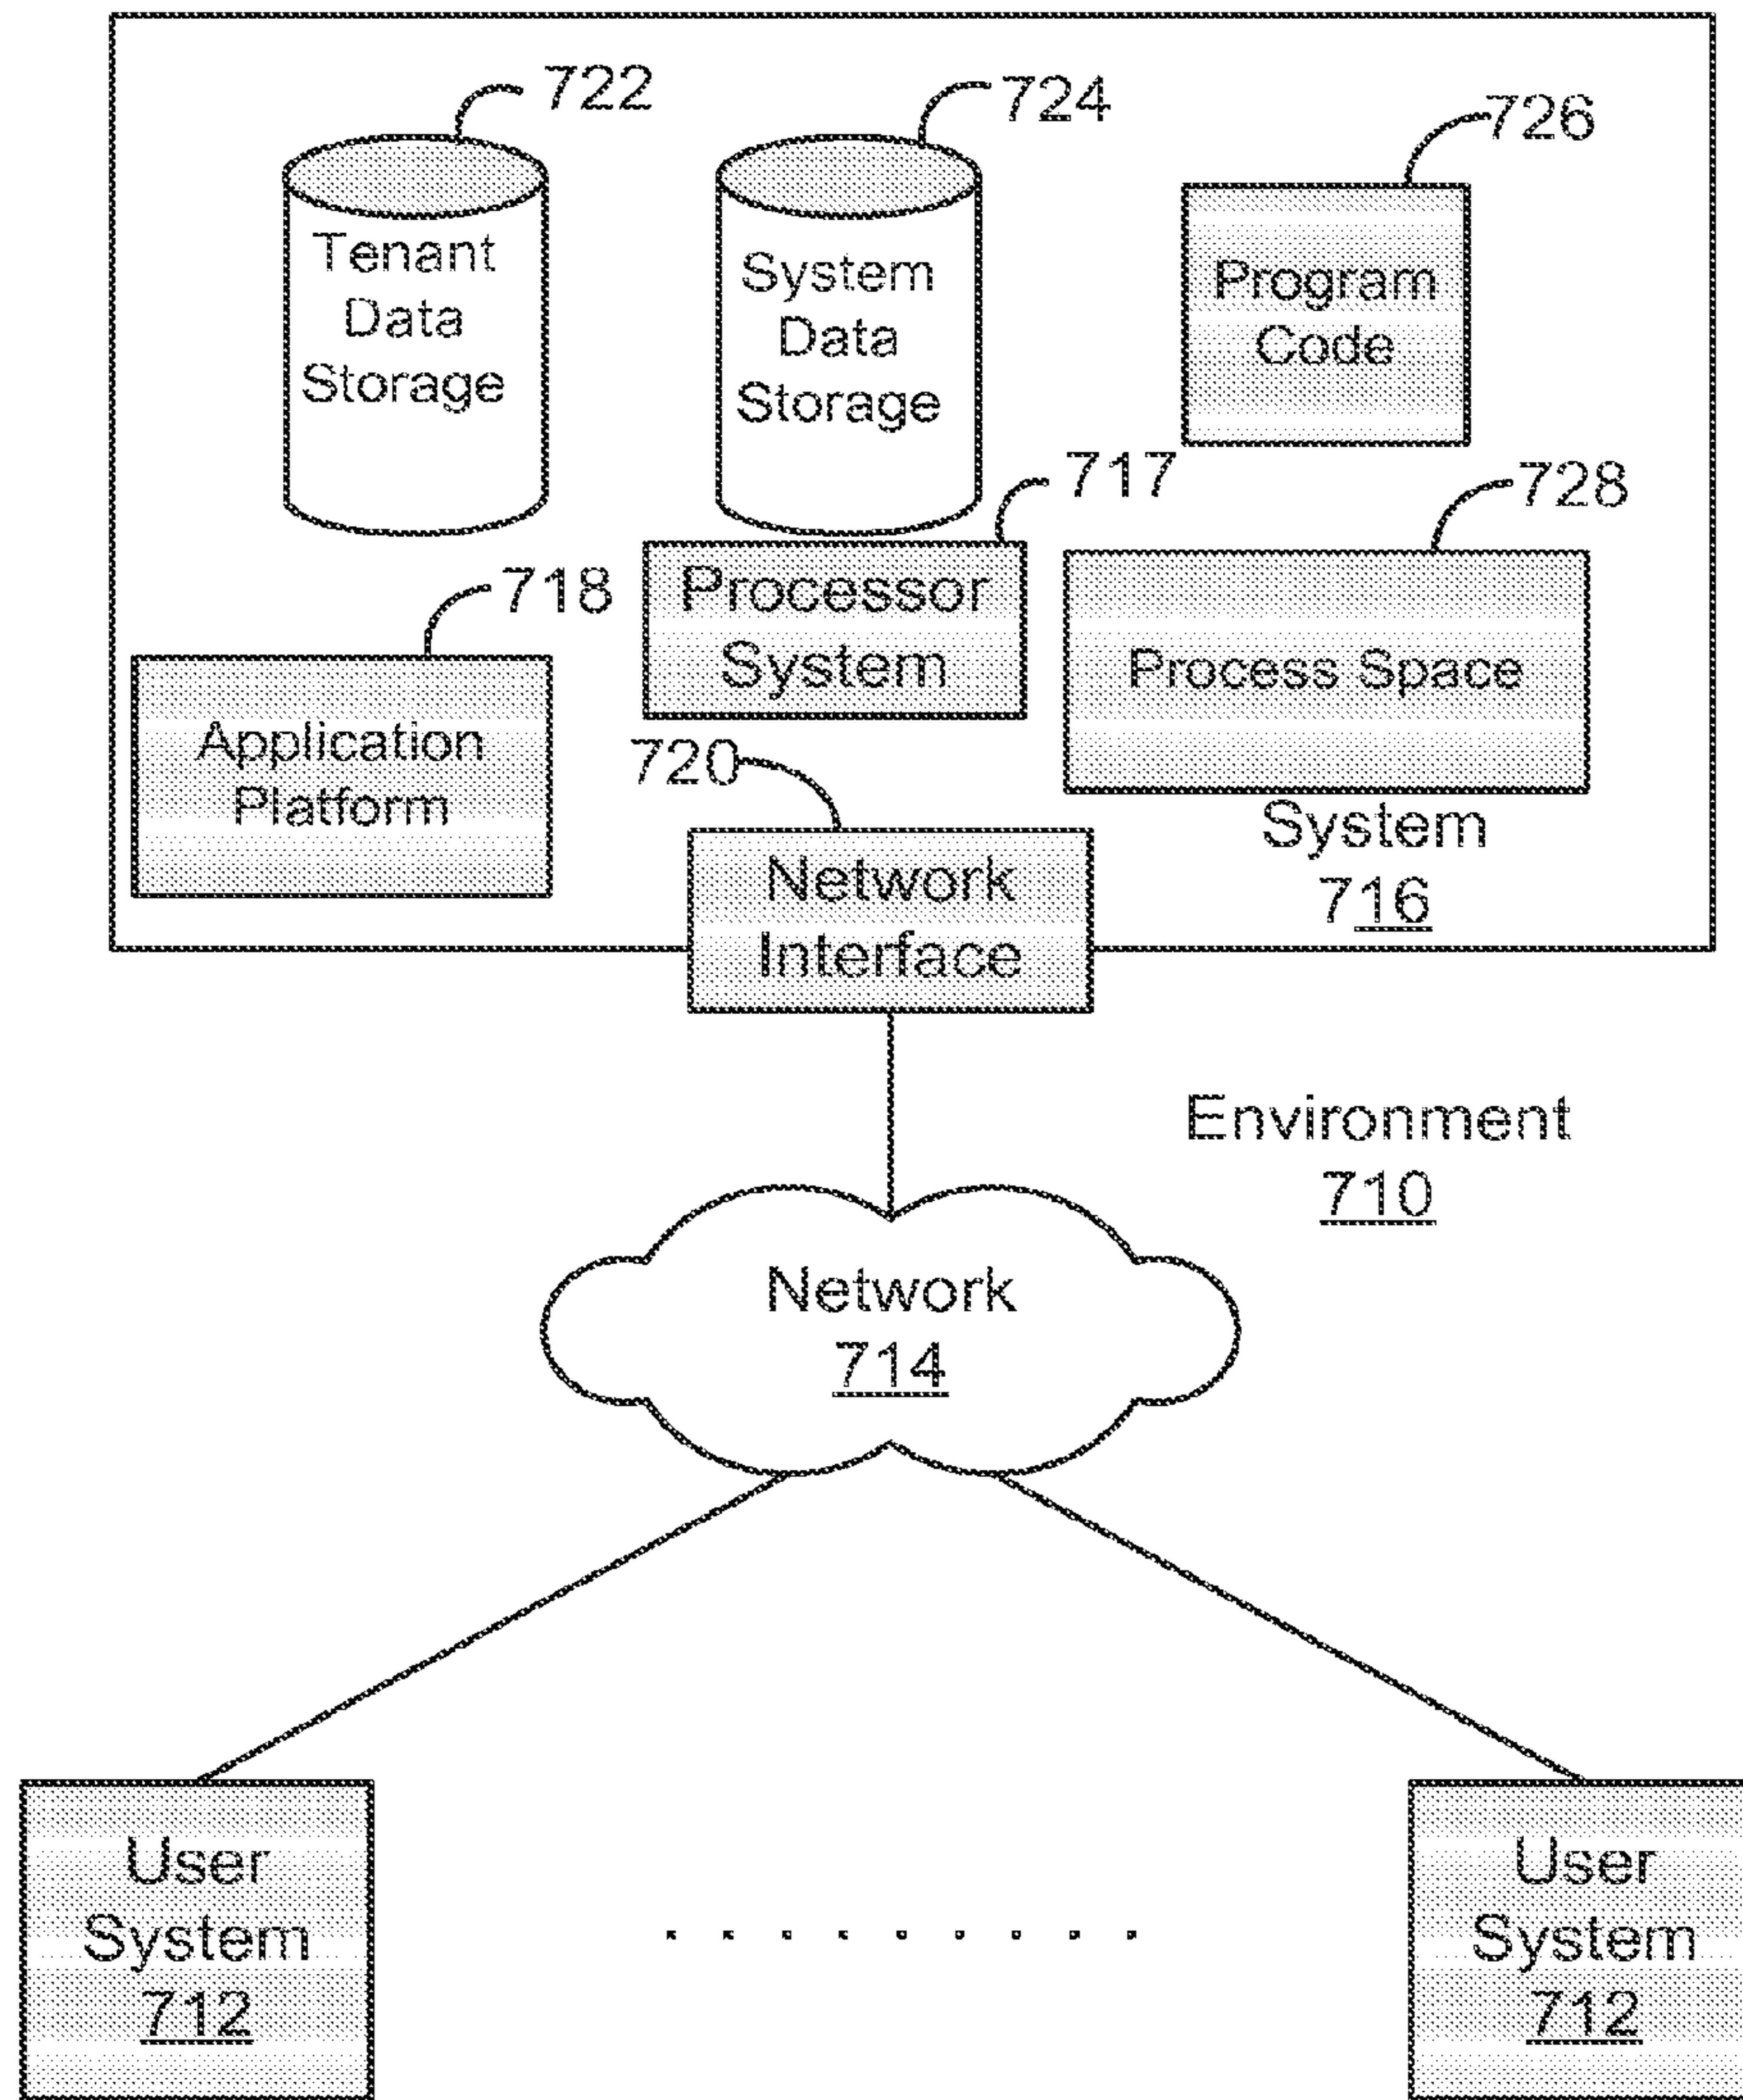 722
724
726
Tenant
Data
Storage
System
Data
Storage
Program
Code
717
728
718
Processor
System
Process Space
Application
Platform
720
System
716
Network
Interface
Environment
710
Network
714
User
System
712
User
System
712